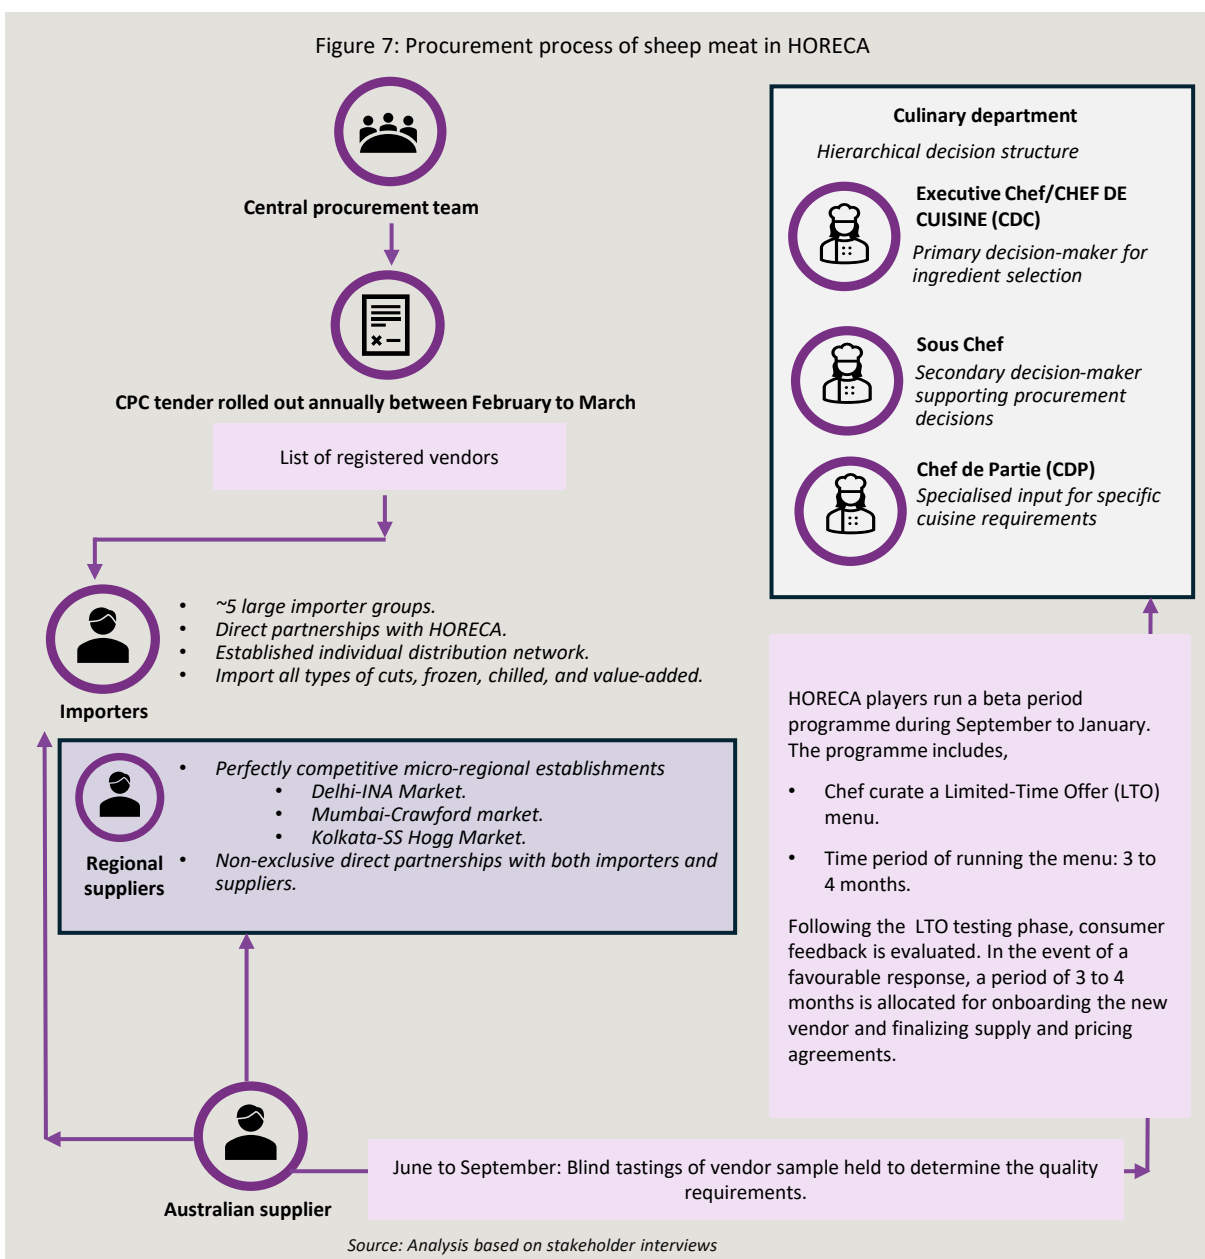 Figure 7: Procurement process of sheep meat in HORECA
Central procurement team
CPC tender rolled out annually between February to March
List of registered vendors
Importers
• ~5 large importer groups.
• Direct partnerships with HORECA.
• Established individual distribution network.
• Import all types of cuts, frozen, chilled, and value-added.
Regional
suppliers
• Perfectly competitive micro-regional establishments
• Delhi-INA Market.
• Mumbai-Crawford market.
• Kolkata-SS Hogg Market.
• Non-exclusive direct partnerships with both importers and
suppliers.
Australian supplier
June to September: Blind tastings of vendor sample held to determine the quality
requirements.
Culinary department
Hierarchical decision structure
Executive Chef/CHEF DE
CUISINE (CDC)
Primary decision-maker for
ingredient selection
Sous Chef
Secondary decision-maker
supporting procurement
decisions
Chef de Partie (CDP)
Specialised input for specific
cuisine requirements
HORECA players run a beta period
programme during September to January.
The programme includes,
• Chef curate a Limited-Time Offer (LTO)
menu.
• Time period of running the menu: 3 to
4 months.
Following the LTO testing phase, consumer
feedback is evaluated. In the event of a
favourable response, a period of 3 to 4
months is allocated for onboarding the new
vendor and finalizing supply and pricing
agreements.
Source: Analysis based on stakeholder interviews